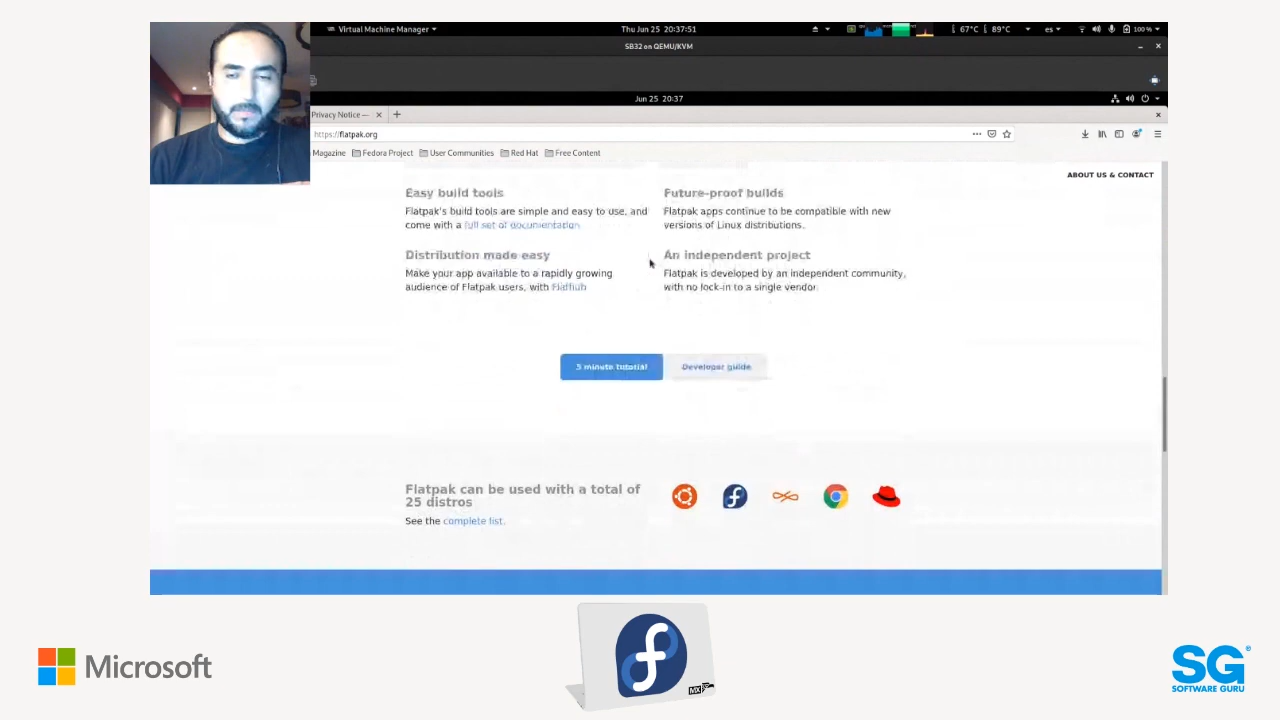 Virtual Machine Manager
Thu Jun 25 20:37:51
67°C
89°C
es
100 %
SB32 on QEMU/KVM
Jun 25 20:37
Privacy Notice —
https://flatpak.org
Magazine
Fedora Project
User Communities
Red Hat
Free Content
ABOUT US & CONTACT
Easy build tools
Flatpak's build tools are simple and easy to use, and
come with a full set of documentation
Future-proof builds
Flatpak apps continue to be compatible with new
versions of Linux distributions.
Distribution made easy
Make your app available to a rapidly growing
audience of Flatpak users, with Flathub
An independent project
Flatpak is developed by an independent community,
with no lock-in to a single vendor.
5 minute tutorial
Developer guide
Flatpak can be used with a total of
25 distros
See the complete list.
Microsoft
MX
SG
SOFTWARE GURU